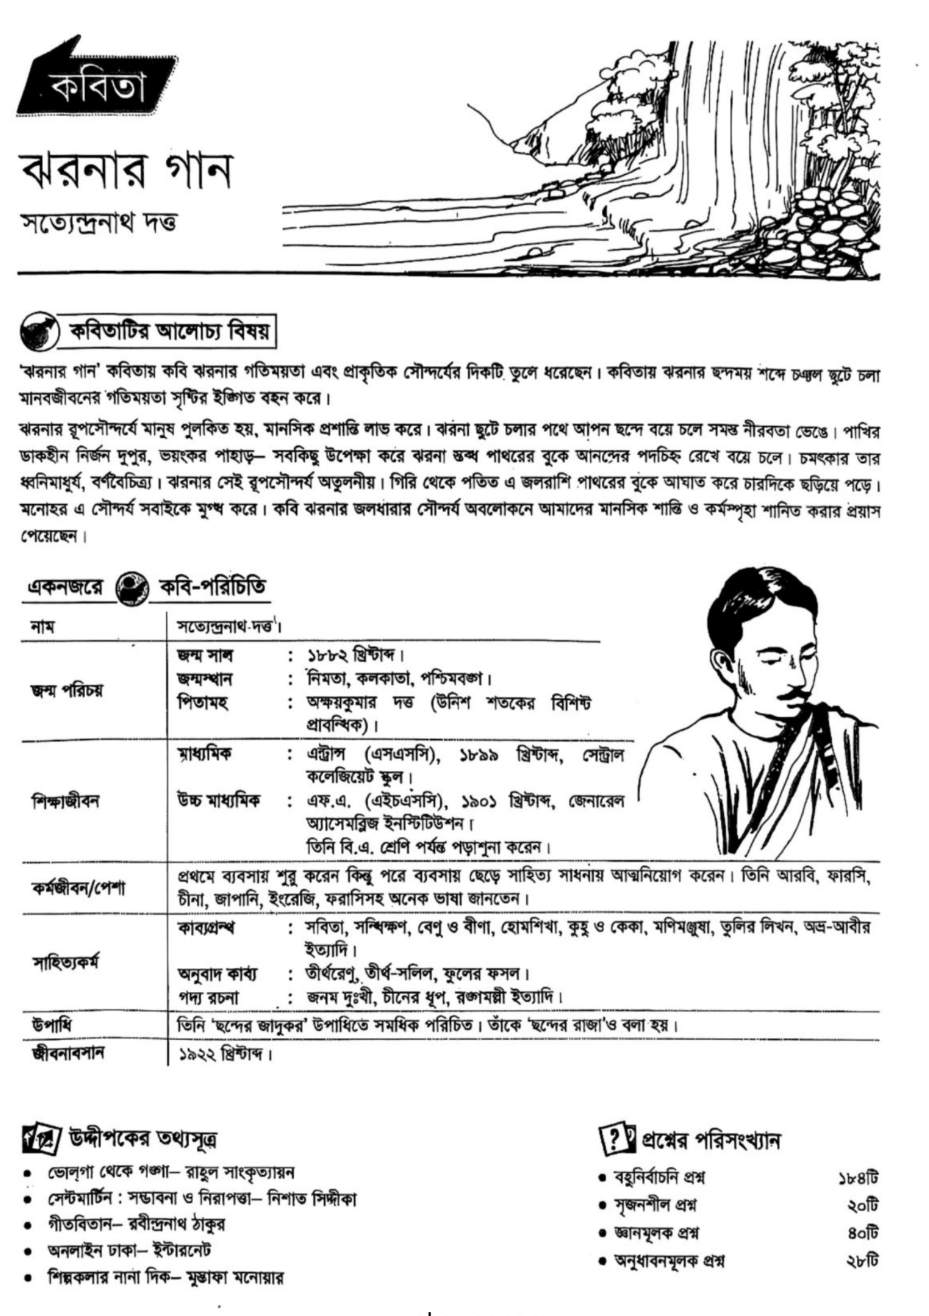 কবিতা
ঝরনার গান
সত্যেন্দ্রনাথ দত্ত
কবিতাটির আলোচ্য বিষয়
‘ঝরনার গান’ কবিতায় কবি ঝরনার গতিময়তা এবং প্রাকৃতিক সৌন্দর্যের দিকটি তুলে ধরেছেন। কবিতায় ঝরনার ছন্দময় শব্দে চঞ্চল ছুটে চলা
মানবজীবনের গতিময়তা সৃষ্টির ইঙ্গিত বহন করে।
ঝরনার রূপসৌন্দর্যে মানুষ পুলকিত হয়, মানসিক প্রশান্তি লাভ করে। ঝরনা ছুটে চলার পথে আপন ছন্দে বয়ে চলে সমস্ত নীরবতা ভেঙে। পাখির
ডাকহীন নির্জন দুপুর, ভয়ংকর পাহাড়– সবকিছু উপেক্ষা করে ঝরনা স্তব্ধ পাথরের বুকে আনন্দের পদচিহ্ন রেখে বয়ে চলে। চমৎকার তার
ধ্বনিমাধুর্য, বর্ণবৈচিত্র্য। ঝরনার সেই রূপসৌন্দর্য অতুলনীয়। গিরি থেকে পতিত এ জলরাশি পাথরের বুকে আঘাত করে চারদিকে ছড়িয়ে পড়ে।
মনোহর এ সৌন্দর্য সবাইকে মুগ্ধ করে। কবি ঝরনার জলধারার সৌন্দর্য অবলোকনে আমাদের মানসিক শান্তি ও কর্মস্পৃহা শানিত করার প্রয়াস
পেয়েছেন।
একনজরে কবি-পরিচিতি
নাম সত্যেন্দ্রনাথ দত্ত।
জন্ম পরিচয়
জন্ম সাল : ১৮৮২ খ্রিষ্টাব্দ।
জন্মস্থান : নিমতা, কলকাতা, পশ্চিমবঙ্গ।
পিতামহ : অক্ষয়কুমার দত্ত (উনিশ শতকের বিশিষ্ট
প্রাবন্ধিক)।
শিক্ষাজীবন
মাধ্যমিক : এন্ট্রান্স (এসএসসি), ১৮৯৯ খ্রিষ্টাব্দ, সেন্ট্রাল
কলেজিয়েট স্কুল।
উচ্চ মাধ্যমিক : এফ.এ. (এইচএসসি), ১৯০১ খ্রিষ্টাব্দ, জেনারেল
অ্যাসেমব্লিজ ইনস্টিটিউশন।
তিনি বি.এ. শ্রেণি পর্যন্ত পড়াশুনা করেন।
কর্মজীবন/পেশা
প্রথমে ব্যবসায় শুরু করেন কিন্তু পরে ব্যবসায় ছেড়ে সাহিত্য সাধনায় আত্মনিয়োগ করেন। তিনি আরবি, ফারসি,
চীনা, জাপানি, ইংরেজি, ফরাসিসহ অনেক ভাষা জানতেন।
সাহিত্যকর্ম
কাব্যগ্রন্থ : সবিতা, সন্ধিক্ষণ, বেণু ও বীণা, হোমশিখা, কুহু ও কেকা, মণিমঞ্জুষা, তুলির লিখন, অভ্র-আবীর
ইত্যাদি।
অনুবাদ কাব্য : তীর্থরেণু, তীর্থ-সলিল, ফুলের ফসল।
গদ্য রচনা : জনম দুঃখী, চীনের ধূপ, রঙ্গমল্লী ইত্যাদি।
উপাধি তিনি ‘ছন্দের জাদুকর’ উপাধিতে সমধিক পরিচিত। তাঁকে ‘ছন্দের রাজা’ও বলা হয়।
জীবনাবসান ১৯২২ খ্রিষ্টাব্দ।
উদ্দীপকের তথ্যসূত্র
● ভোল্গা থেকে গঙ্গা– রাহুল সাংকৃত্যায়ন
● সেন্টমার্টিন : সম্ভাবনা ও নিরাপত্তা– নিশাত সিদ্দীকা
● গীতবিতান– রবীন্দ্রনাথ ঠাকুর
● অনলাইন ঢাকা– ইন্টারনেট
● শিল্পকলার নানা দিক– মুস্তাফা মনোয়ার
? প্রশ্নের পরিসংখ্যান
● বহুনির্বাচনি প্রশ্ন ১৮৪টি
● সৃজনশীল প্রশ্ন ২০টি
● জ্ঞানমূলক প্রশ্ন ৪০টি
● অনুধাবনমূলক প্রশ্ন ২৮টি